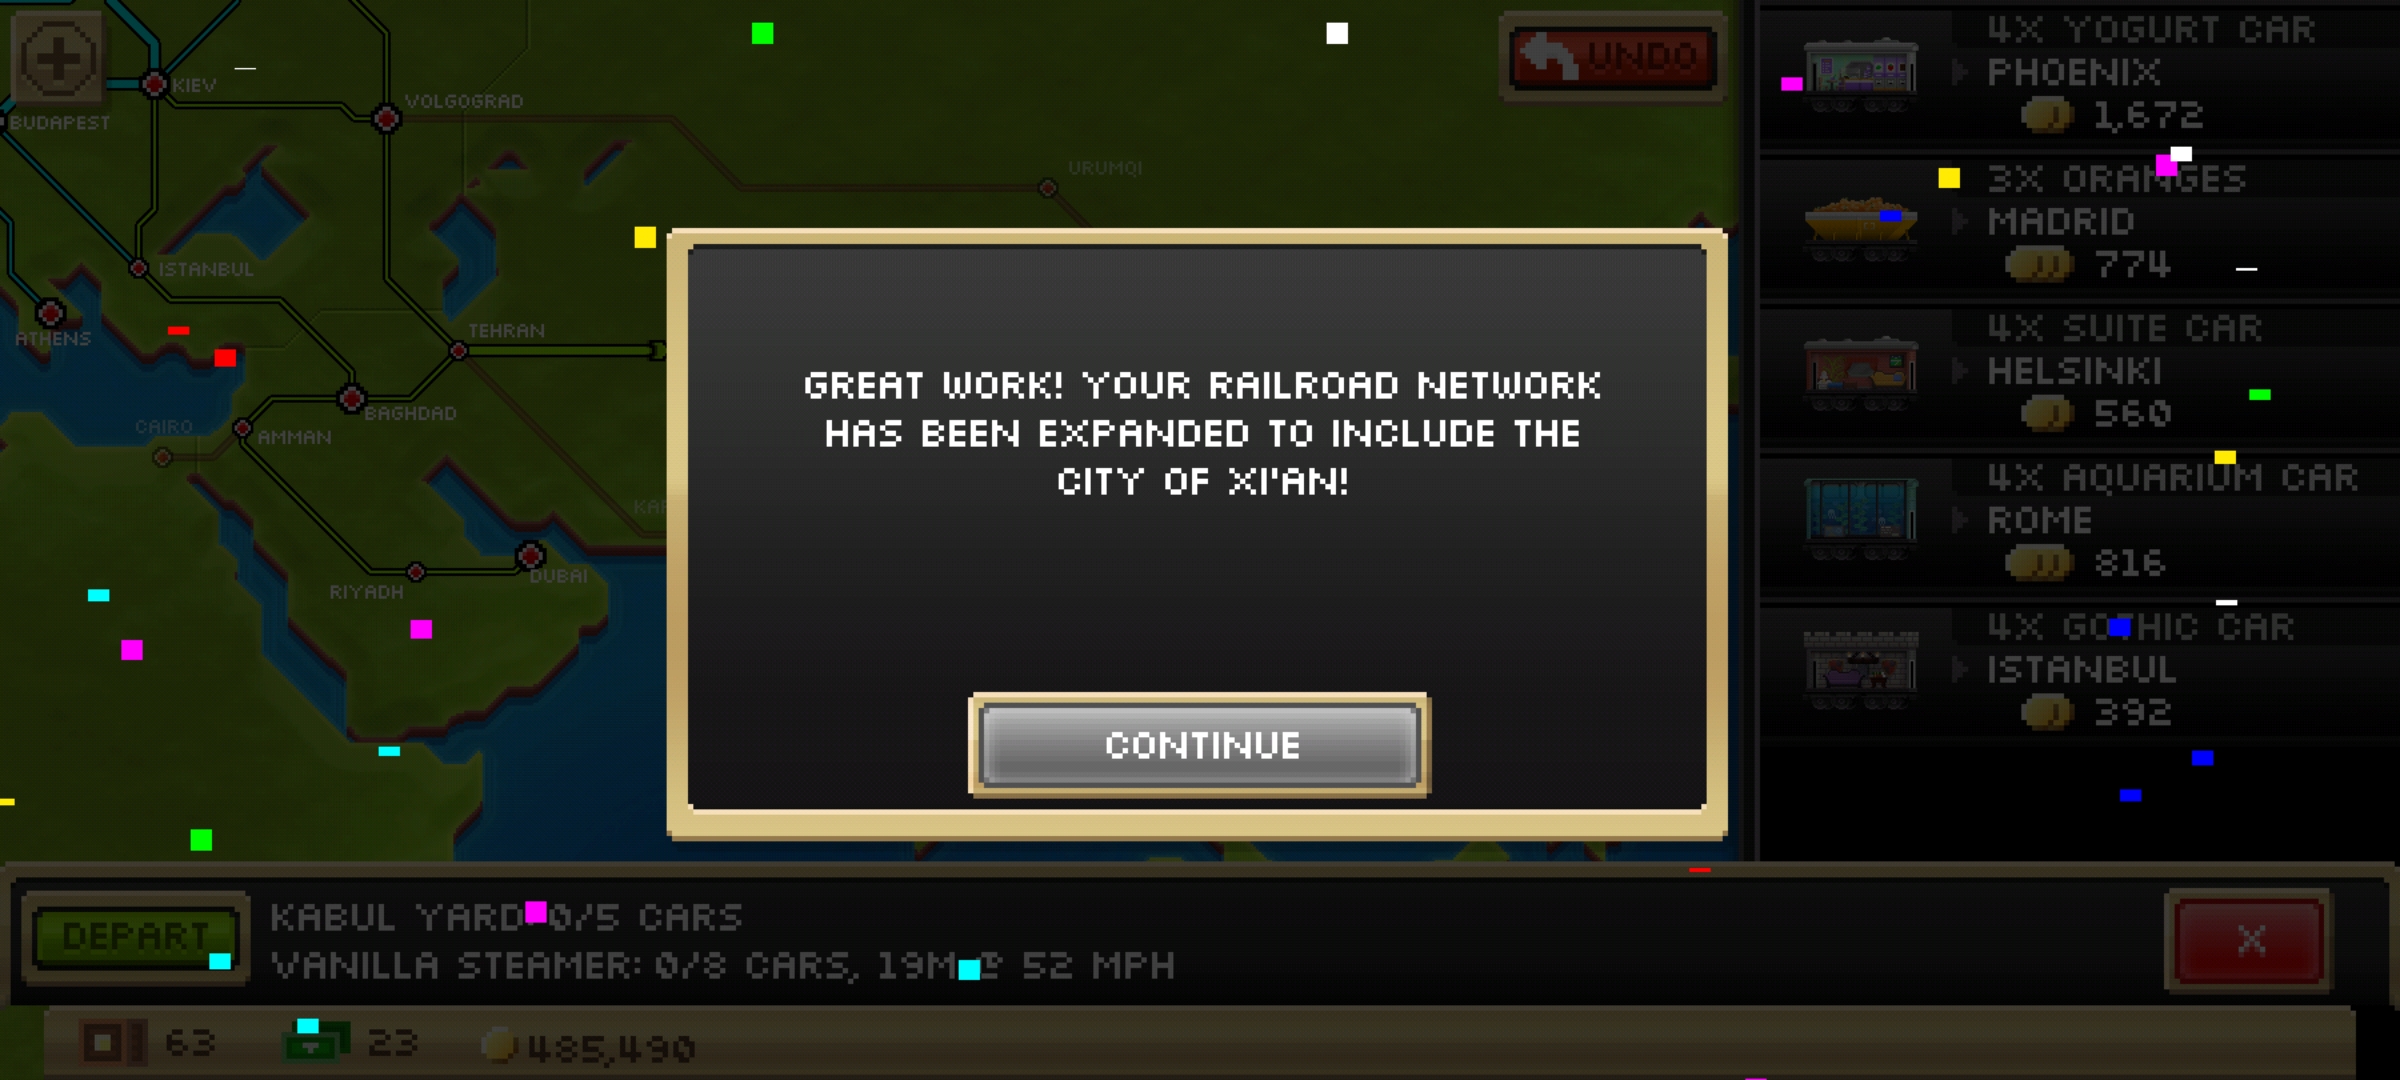 KIEV
BUDAPEST
VOLGOGRAD
URUMQI
ISTANBUL
ATHENS
TEHRAN
BAGHDAD
CAIRO
AMMAN
RIYADH
DUBAI
UNDO
GREAT WORK! YOUR RAILROAD NETWORK
HAS BEEN EXPANDED TO INCLUDE THE
CITY OF XI'AN!
CONTINUE
4X YOGURT CAR
PHOENIX
1,672
3X ORANGES
MADRID
774
4X SUITE CAR
HELSINKI
560
4X AQUARIUM CAR
ROME
816
4X GOTHIC CAR
ISTANBUL
392
DEPART
KABUL YARD 0/5 CARS
VANILLA STEAMER: 0/8 CARS, 19M @ 52 MPH
X
63
23
485,490